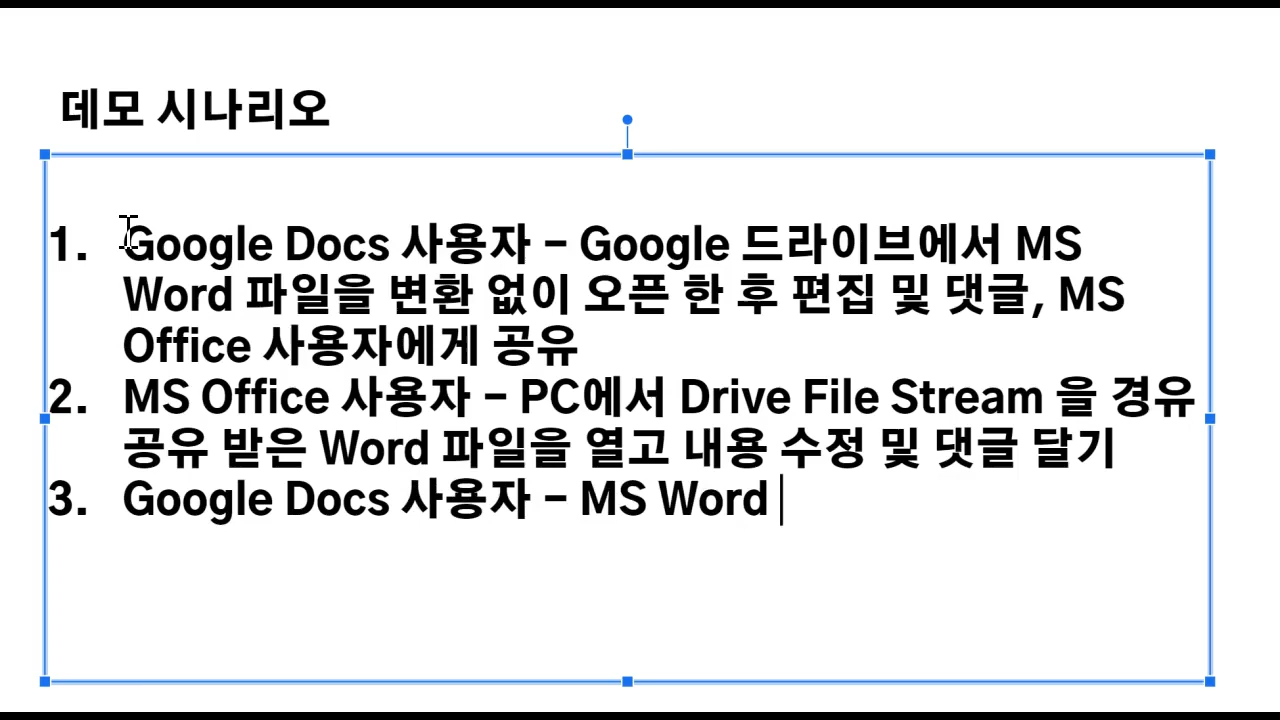 데모 시나리오
1. Google Docs 사용자 – Google 드라이브에서 MS
Word 파일을 변환 없이 오픈 한 후 편집 및 댓글, MS
Office 사용자에게 공유
2. MS Office 사용자 – PC에서 Drive File Stream 을 경유
공유 받은 Word 파일을 열고 내용 수정 및 댓글 달기
3. Google Docs 사용자 – MS Word